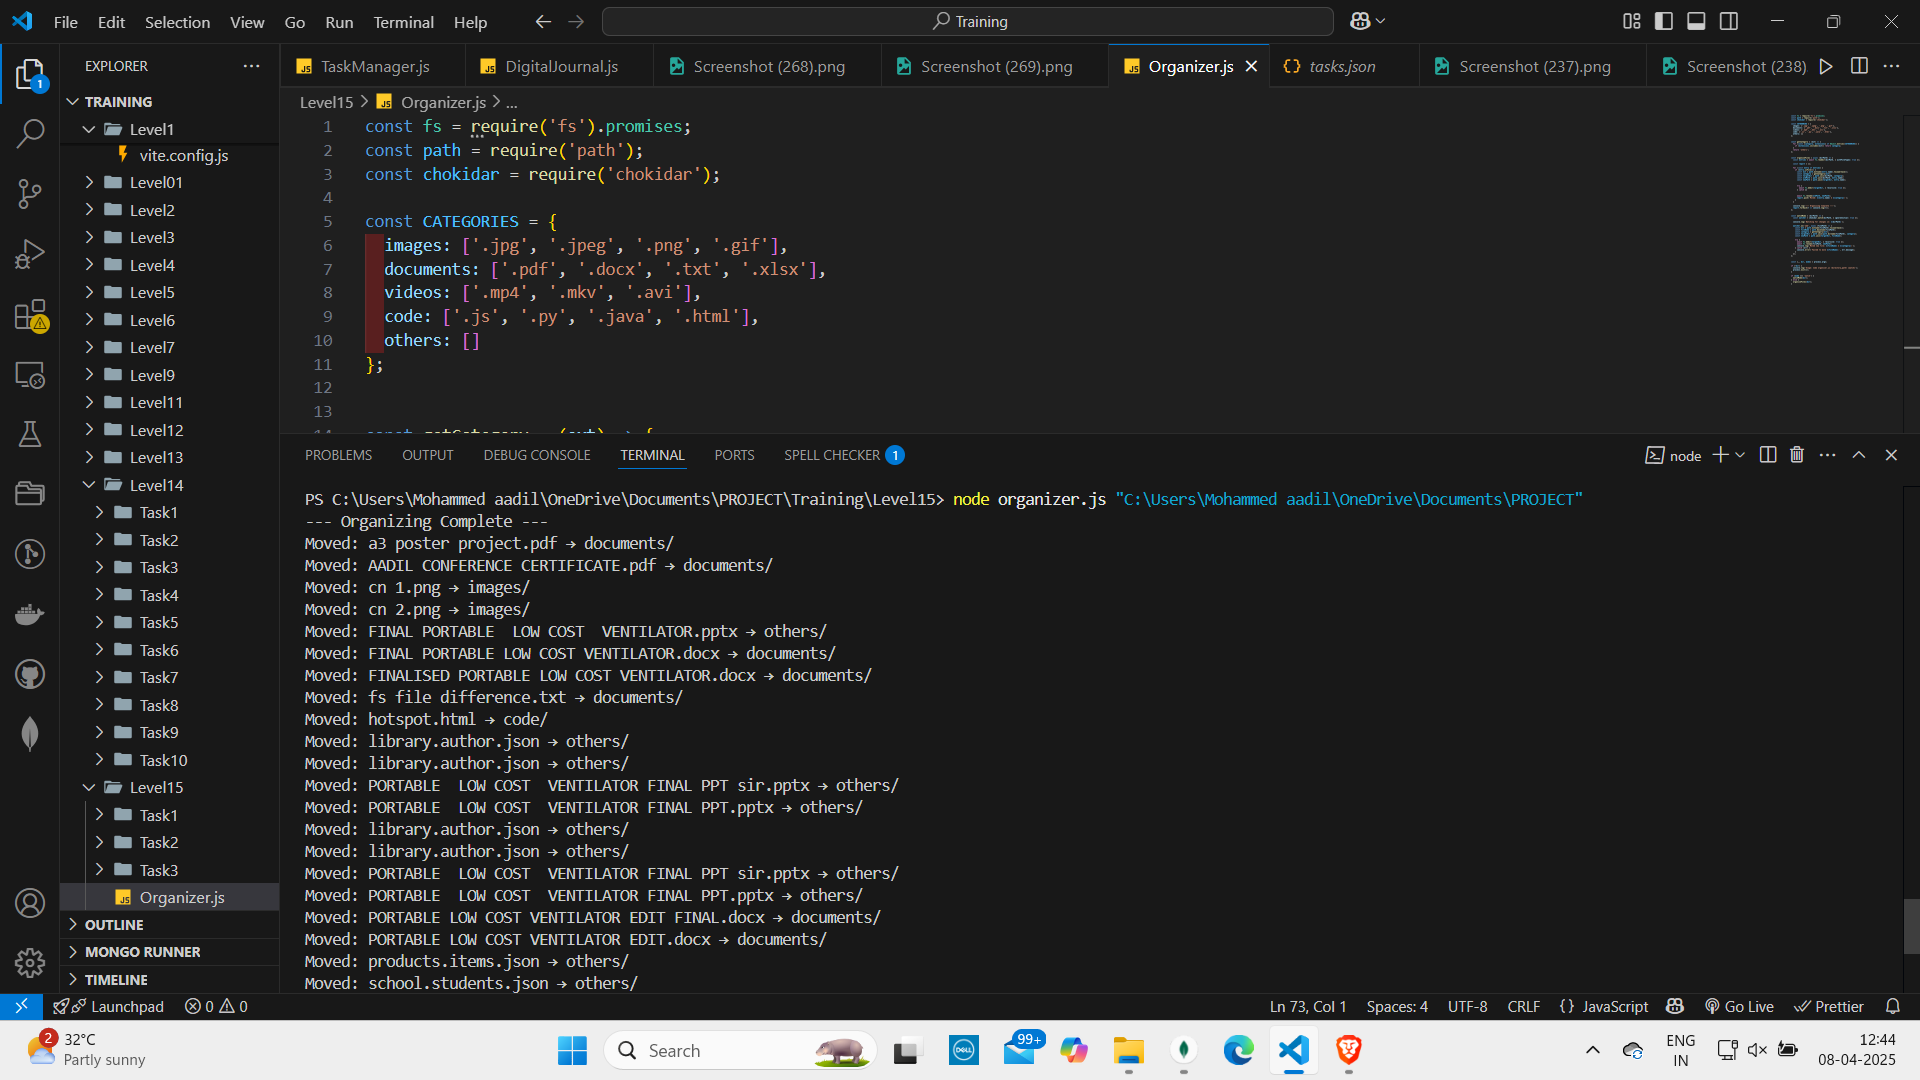 File Edit Selection View Go Run Terminal Help
Training
EXPLORER
TaskManager.js
DigitalJournal.js
Screenshot (268).png
Screenshot (269).png
Organizer.js
tasks.json
Screenshot (237).png
Screenshot (238)
1
TRAINING
Level1
vite.config.js
Level01
Level2
Level3
Level4
Level5
Level6
Level7
Level9
Level11
Level12
Level13
Level14
Task1
Task2
Task3
Task4
Task5
Task6
Task7
Task8
Task9
Task10
Level15
Task1
Task2
Task3
Organizer.js
OUTLINE
MONGO RUNNER
TIMELINE
Level15 > Organizer.js > ...
1 const fs = require('fs').promises;
2 const path = require('path');
3 const chokidar = require('chokidar');
4
5 const CATEGORIES = {
6 images: ['.jpg', '.jpeg', '.png', '.gif'],
7 documents: ['.pdf', '.docx', '.txt', '.xlsx'],
8 videos: ['.mp4', '.mkv', '.avi'],
9 code: ['.js', '.py', '.java', '.html'],
10 others: []
11 };
12
13
PROBLEMS OUTPUT DEBUG CONSOLE TERMINAL PORTS SPELL CHECKER 1
node
PS C:\Users\Mohammed aadil\OneDrive\Documents\PROJECT\Training\Level15> node organizer.js "C:\Users\Mohammed aadil\OneDrive\Documents\PROJECT"
--- Organizing Complete ---
Moved: a3 poster project.pdf → documents/
Moved: AADIL CONFERENCE CERTIFICATE.pdf → documents/
Moved: cn 1.png → images/
Moved: cn 2.png → images/
Moved: FINAL PORTABLE  LOW COST  VENTILATOR.pptx → others/
Moved: FINAL PORTABLE LOW COST VENTILATOR.docx → documents/
Moved: FINALISED PORTABLE LOW COST VENTILATOR.docx → documents/
Moved: fs file difference.txt → documents/
Moved: hotspot.html → code/
Moved: library.author.json → others/
Moved: library.author.json → others/
Moved: PORTABLE  LOW COST  VENTILATOR FINAL PPT sir.pptx → others/
Moved: PORTABLE  LOW COST  VENTILATOR FINAL PPT.pptx → others/
Moved: library.author.json → others/
Moved: library.author.json → others/
Moved: PORTABLE  LOW COST  VENTILATOR FINAL PPT sir.pptx → others/
Moved: PORTABLE  LOW COST  VENTILATOR FINAL PPT.pptx → others/
Moved: PORTABLE LOW COST VENTILATOR EDIT FINAL.docx → documents/
Moved: PORTABLE LOW COST VENTILATOR EDIT.docx → documents/
Moved: products.items.json → others/
Moved: school.students.json → others/
Launchpad 0 0
Ln 73, Col 1 Spaces: 4 UTF-8 CRLF {} JavaScript Go Live Prettier
2
32°C
Partly sunny
Search
DELL
99+
ENG
IN
12:44
08-04-2025